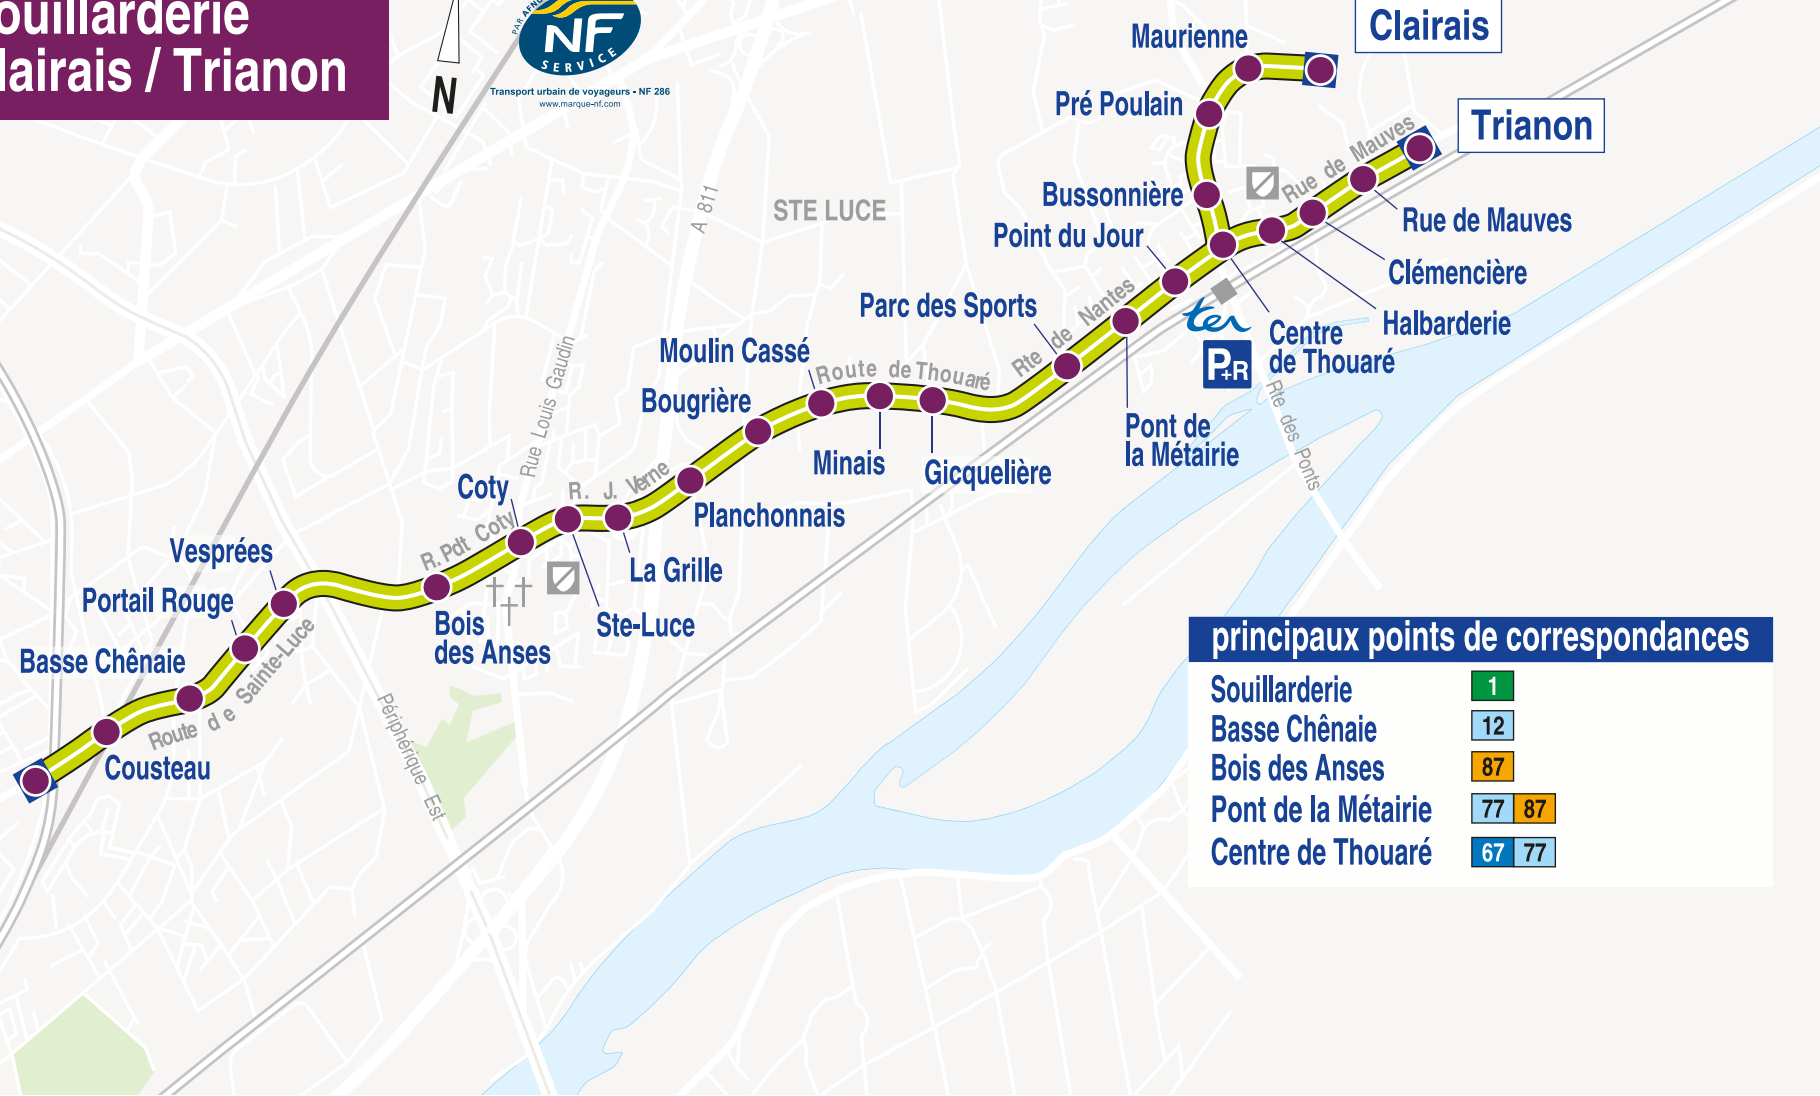 ouillarderie
lairais / Trianon
N
PAR AFNOR
NF
SERVICE
Transport urbain de voyageurs - NF 286
www.marque-nf.com
Clairais
Maurienne
Pré Poulain
Trianon
Rue de Mauves
Bussonnière
Rue de Mauves
Point du Jour
Clémencière
Halbarderie
STE LUCE
A 811
Parc des Sports
Rte de Nantes
ter
P+R
Centre
de Thouaré
Rte des Ponts
Moulin Cassé
Route de Thouaré
Bougrière
Minais
Gicquelière
Pont de
la Métairie
Rue Louis Gaudin
Coty
R. J. Verne
Planchonnais
R. Pdt Coty
La Grille
Ste-Luce
Vesprées
Portail Rouge
Bois
des Anses
Basse Chênaie
Route de Sainte-Luce
Cousteau
Périphérique Est
principaux points de correspondances
Souillarderie 1
Basse Chênaie 12
Bois des Anses 87
Pont de la Métairie 77 87
Centre de Thouaré 67 77